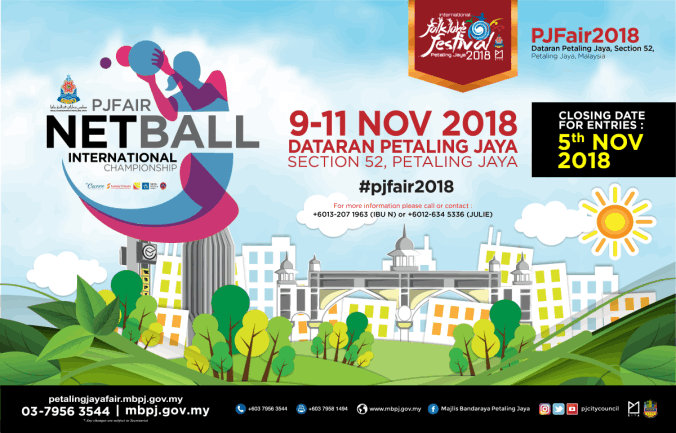 PJFAIR
NETBALL
INTERNATIONAL
CHAMPIONSHIP
international
folklore
festival
Petaling Jaya
2018
PJFair2018
Dataran Petaling Jaya, Section 52,
Petaling Jaya, Malaysia
9-11 NOV 2018
DATARAN PETALING JAYA
SECTION 52, PETALING JAYA
#pjfair2018
For more information please call or contact :
+6013-207 1963 (IBU N) or +6012-634 5336 (JULIE)
CLOSING DATE
FOR ENTRIES :
5th NOV
2018
petalingjayafair.mbpj.gov.my
03-7956 3544 | mbpj.gov.my
+603 7956 3544
+603 7958 1494
www.mbpj.gov.my
Majlis Bandaraya Petaling Jaya
pjcitycouncil